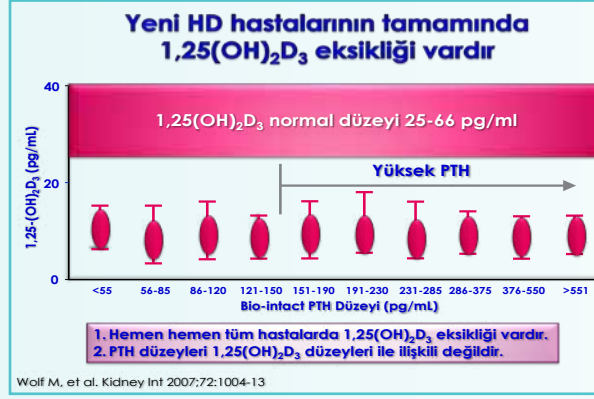 Yeni HD hastalarının tamamında
1,25(OH)₂D₃ eksikliği vardır
40
1,25(OH)₂D₃ normal düzeyi 25-66 pg/ml
1,25-(OH)₂D₃ (pg/mL)
Yüksek PTH
20
0
<55 56-85 86-120 121-150 151-190 191-230 231-285 286-375 376-550 >551
Bio-intact PTH Düzeyi (pg/mL)
1. Hemen hemen tüm hastalarda 1,25(OH)₂D₃ eksikliği vardır.
2. PTH düzeyleri 1,25(OH)₂D₃ düzeyleri ile ilişkili değildir.
Wolf M, et al. Kidney Int 2007;72:1004-13